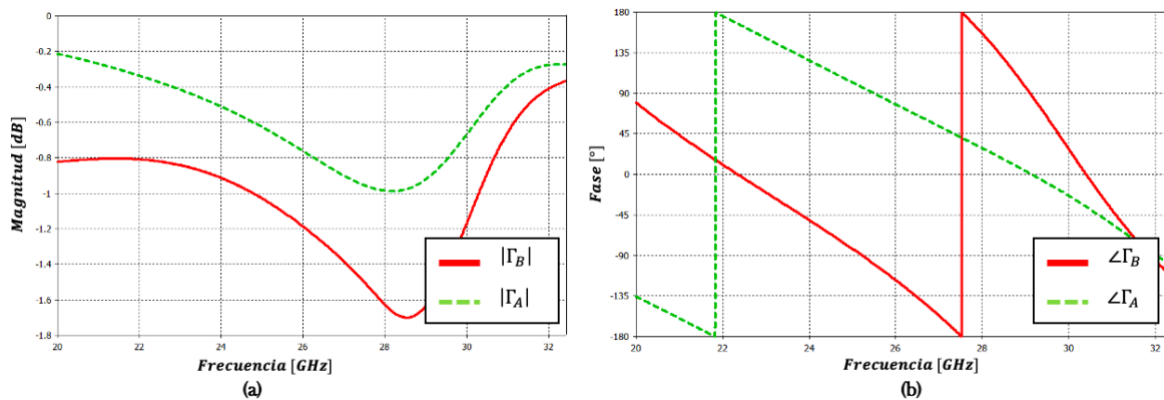 0
-0.2
-0.4
-0.6
-0.8
-1
-1.2
-1.4
-1.6
-1.8
Magnitud [dB]
20 22 24 26 28 30 32
Frecuencia [GHz]
|Γ_B|
|Γ_A|
(a)
180
135
90
45
0
-45
-90
-135
-180
Fase [°]
20 22 24 26 28 30 32
Frecuencia [GHz]
∠Γ_B
∠Γ_A
(b)